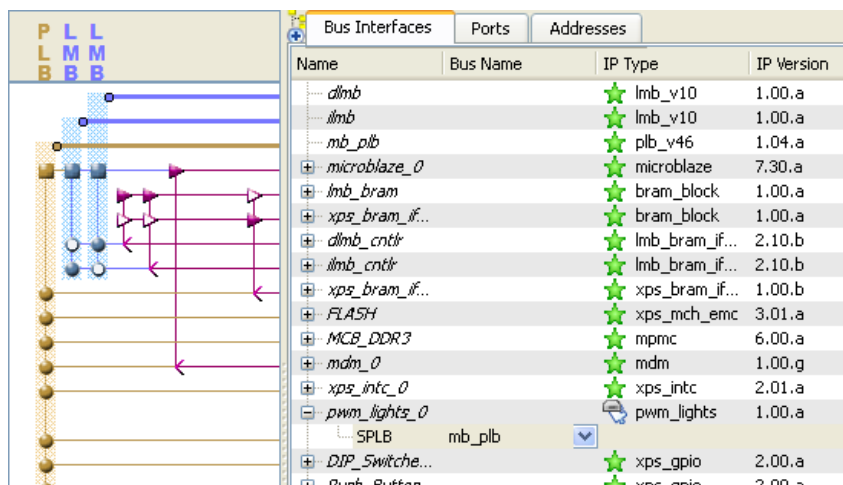 PLB LMB LMB
Bus Interfaces Ports Addresses
Name Bus Name IP Type IP Version
dlmb lmb_v10 1.00.a
ilmb lmb_v10 1.00.a
mb_plb plb_v46 1.04.a
microblaze_0 microblaze 7.30.a
lmb_bram bram_block 1.00.a
xps_bram_if... bram_block 1.00.a
dlmb_cntlr lmb_bram_if... 2.10.b
ilmb_cntlr lmb_bram_if... 2.10.b
xps_bram_if... xps_bram_if... 1.00.b
FLASH xps_mch_emc 3.01.a
MCB_DDR3 mpmc 6.00.a
mdm_0 mdm 1.00.g
xps_intc_0 xps_intc 2.01.a
pwm_lights_0 pwm_lights 1.00.a
SPLB mb_plb
DIP_Switche... xps_gpio 2.00.a